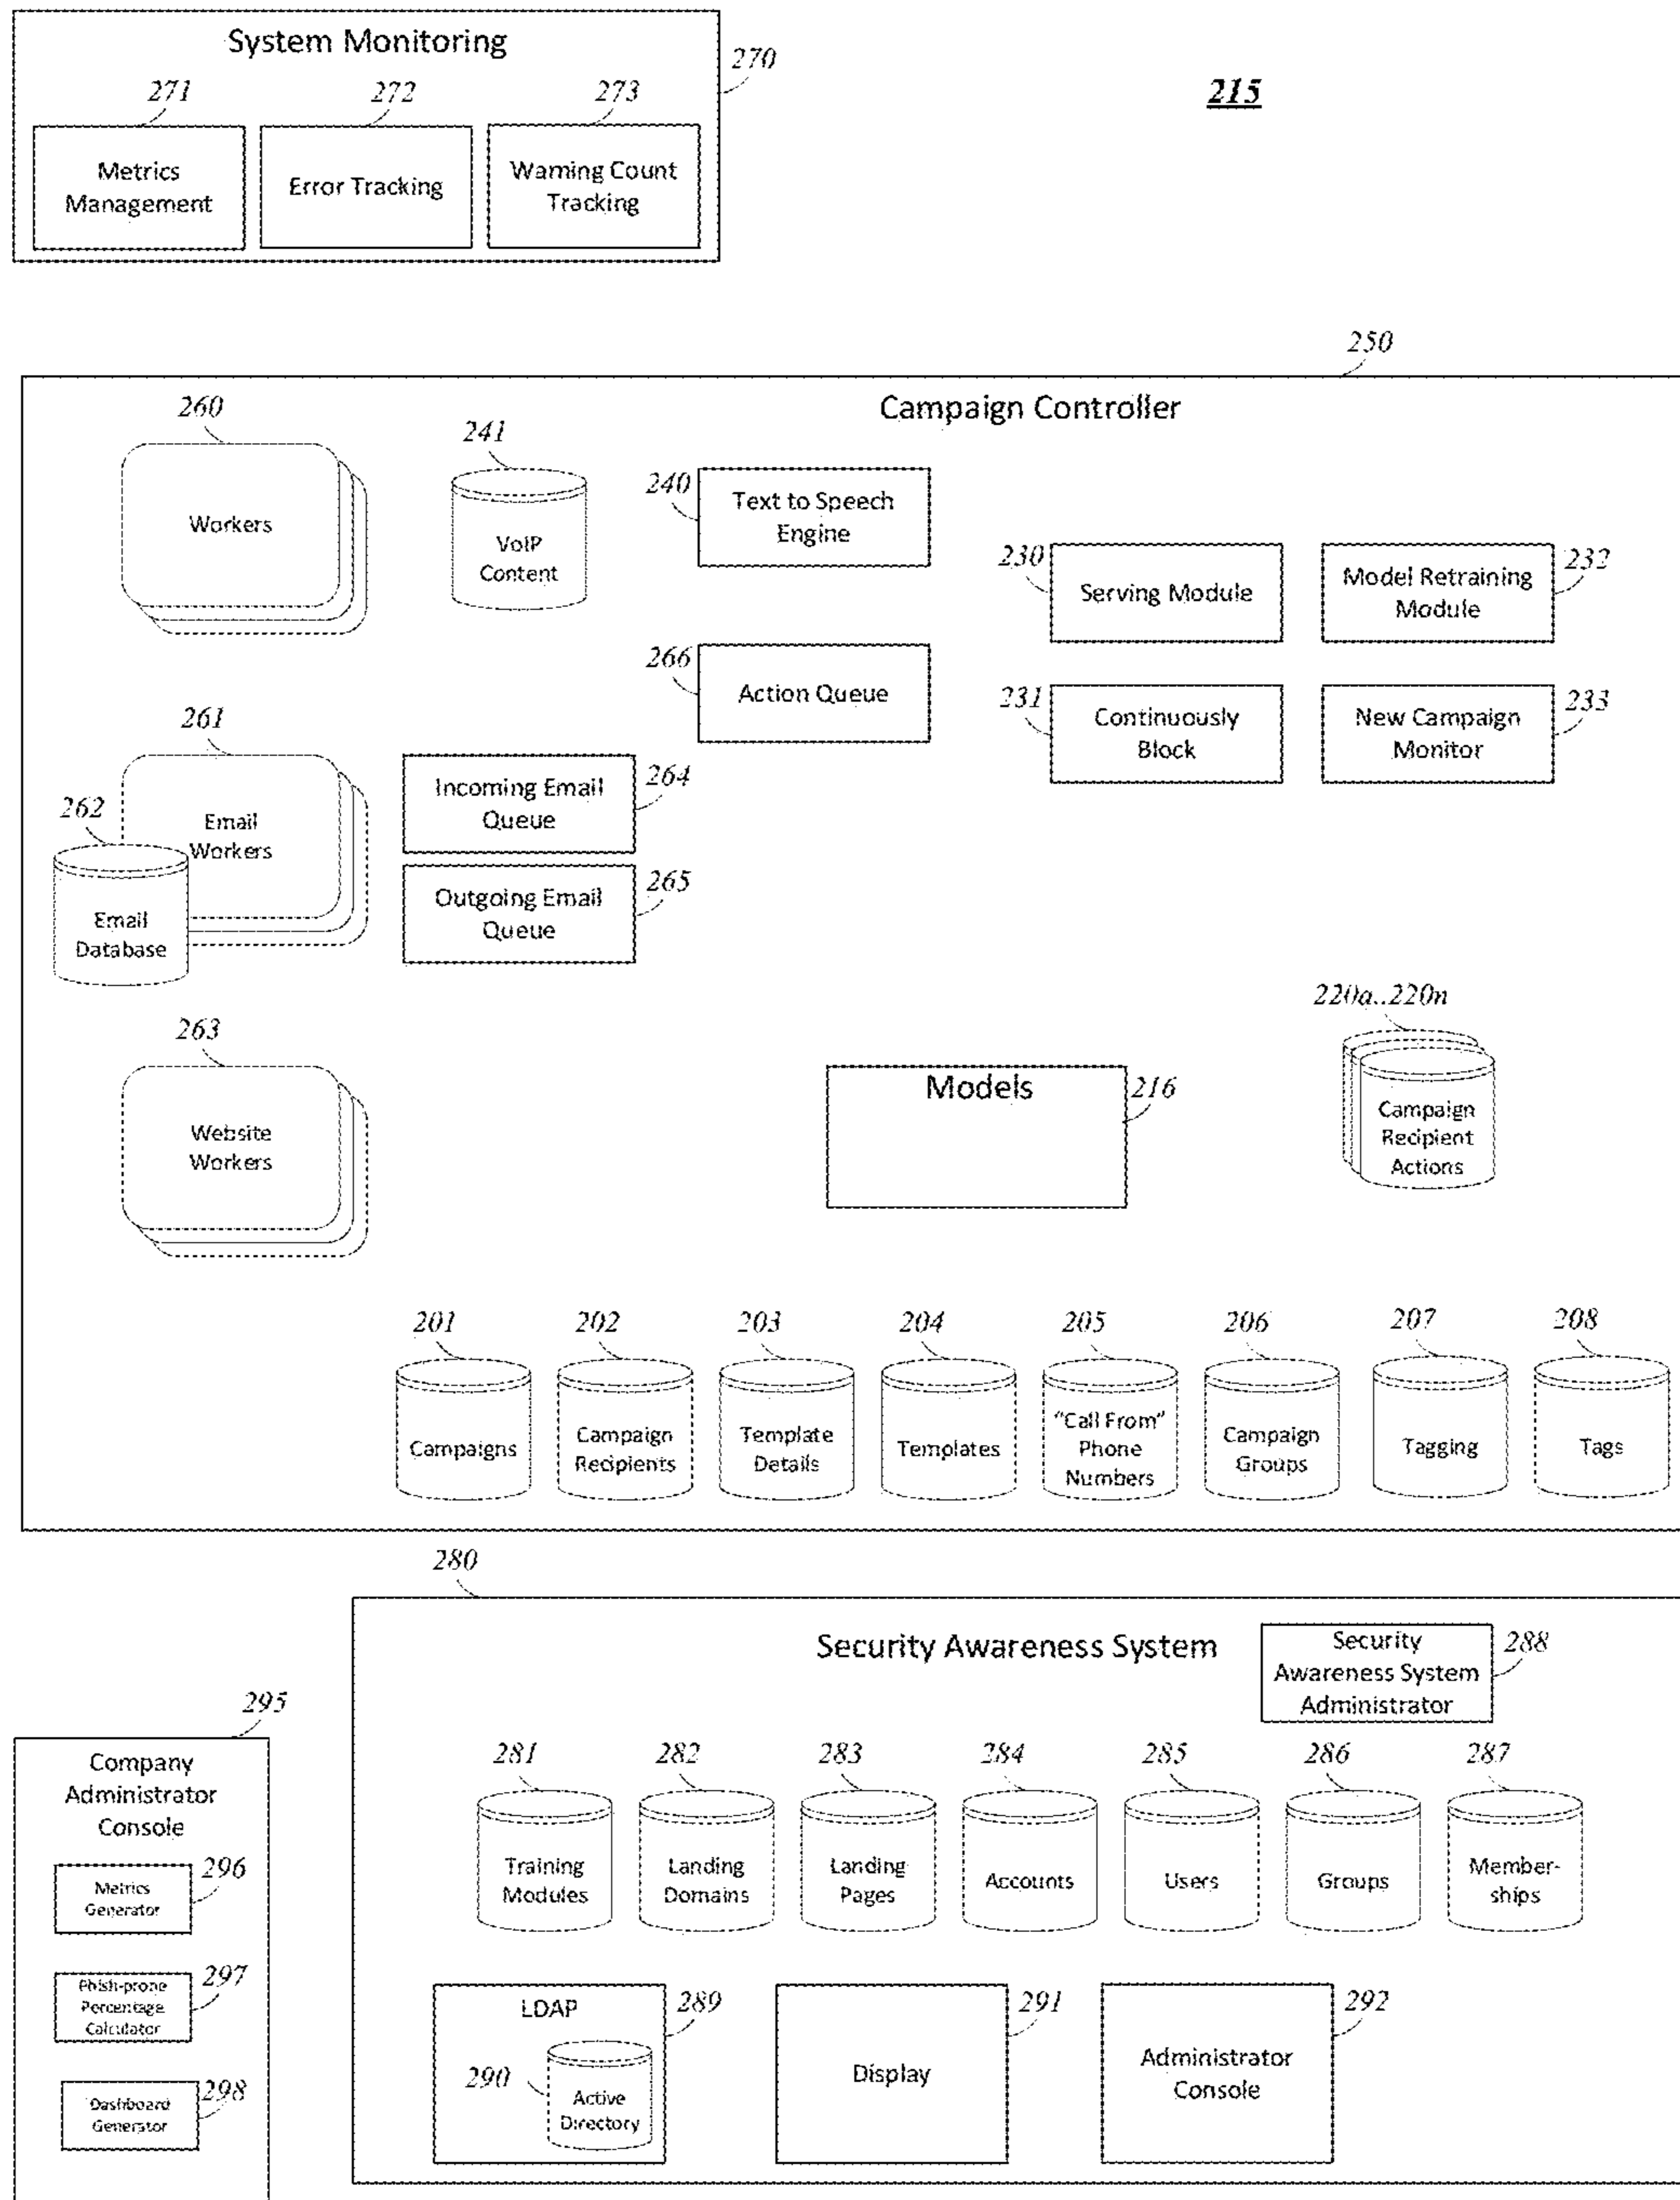 System Monitoring
270
215
271
272
273
Metrics
Management
Error Tracking
Warning Count
Tracking
250
Campaign Controller
260
Workers
241
VoIP
Content
240
Text to Speech
Engine
230
Serving Module
232
Model Retraining
Module
266
Action Queue
231
Continuously
Block
233
New Campaign
Monitor
261
Email
Workers
262
Email
Database
264
Incoming Email
Queue
265
Outgoing Email
Queue
220a..220n
Campaign
Recipient
Actions
263
Website
Workers
Models
216
201
202
203
204
205
206
207
208
Campaigns
Campaign
Recipients
Template
Details
Templates
"Call From"
Phone
Numbers
Campaign
Groups
Tagging
Tags
280
Security Awareness System
Security
Awareness System
Administrator
288
281
282
283
284
285
286
287
Training
Modules
Landing
Domains
Landing
Pages
Accounts
Users
Groups
Member-
ships
LDAP
289
290
Active
Directory
Display
291
Administrator
Console
292
295
Company
Administrator
Console
296
Metrics
Generator
297
Phish-prone
Percentage
Calculator
298
Dashboard
Generator